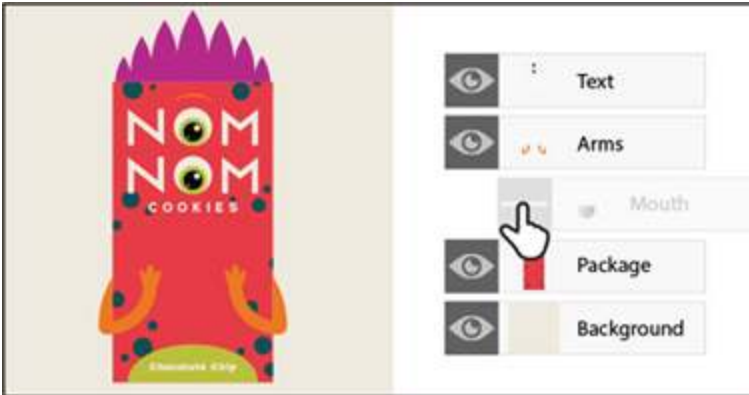 NOM
NOM
COOKIES
Chocolate Chip
Text
Arms
Mouth
Package
Background